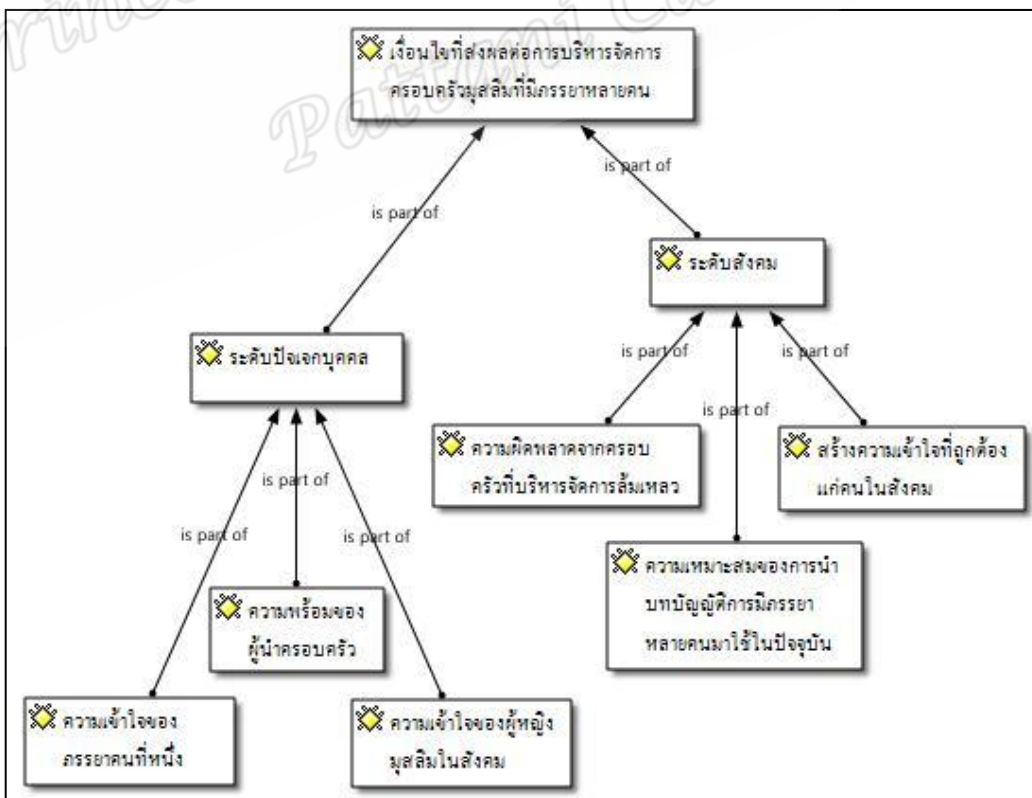 Prince
Pattani Ca
เงื่อนไขที่ส่งผลต่อการบริหารจัดการ
ครอบครัวมุสลิมที่มีภรรยาหลายคน
is part of
is part of
ระดับสังคม
ระดับปัจเจกบุคคล
is part of
is part of
is part of
ความผิดพลาดจากครอบ
ครัวที่บริหารจัดการล้มเหลว
สร้างความเข้าใจที่ถูกต้อง
แก่คนในสังคม
is part of
is part of
is part of
ความเหมาะสมของการนำ
บทบัญญัติการมีภรรยา
หลายคนมาใช้ในปัจจุบัน
ความพร้อมของ
ผู้นำครอบครัว
ความเข้าใจของ
ภรรยาคนที่หนึ่ง
ความเข้าใจของผู้หญิง
มุสลิมในสังคม